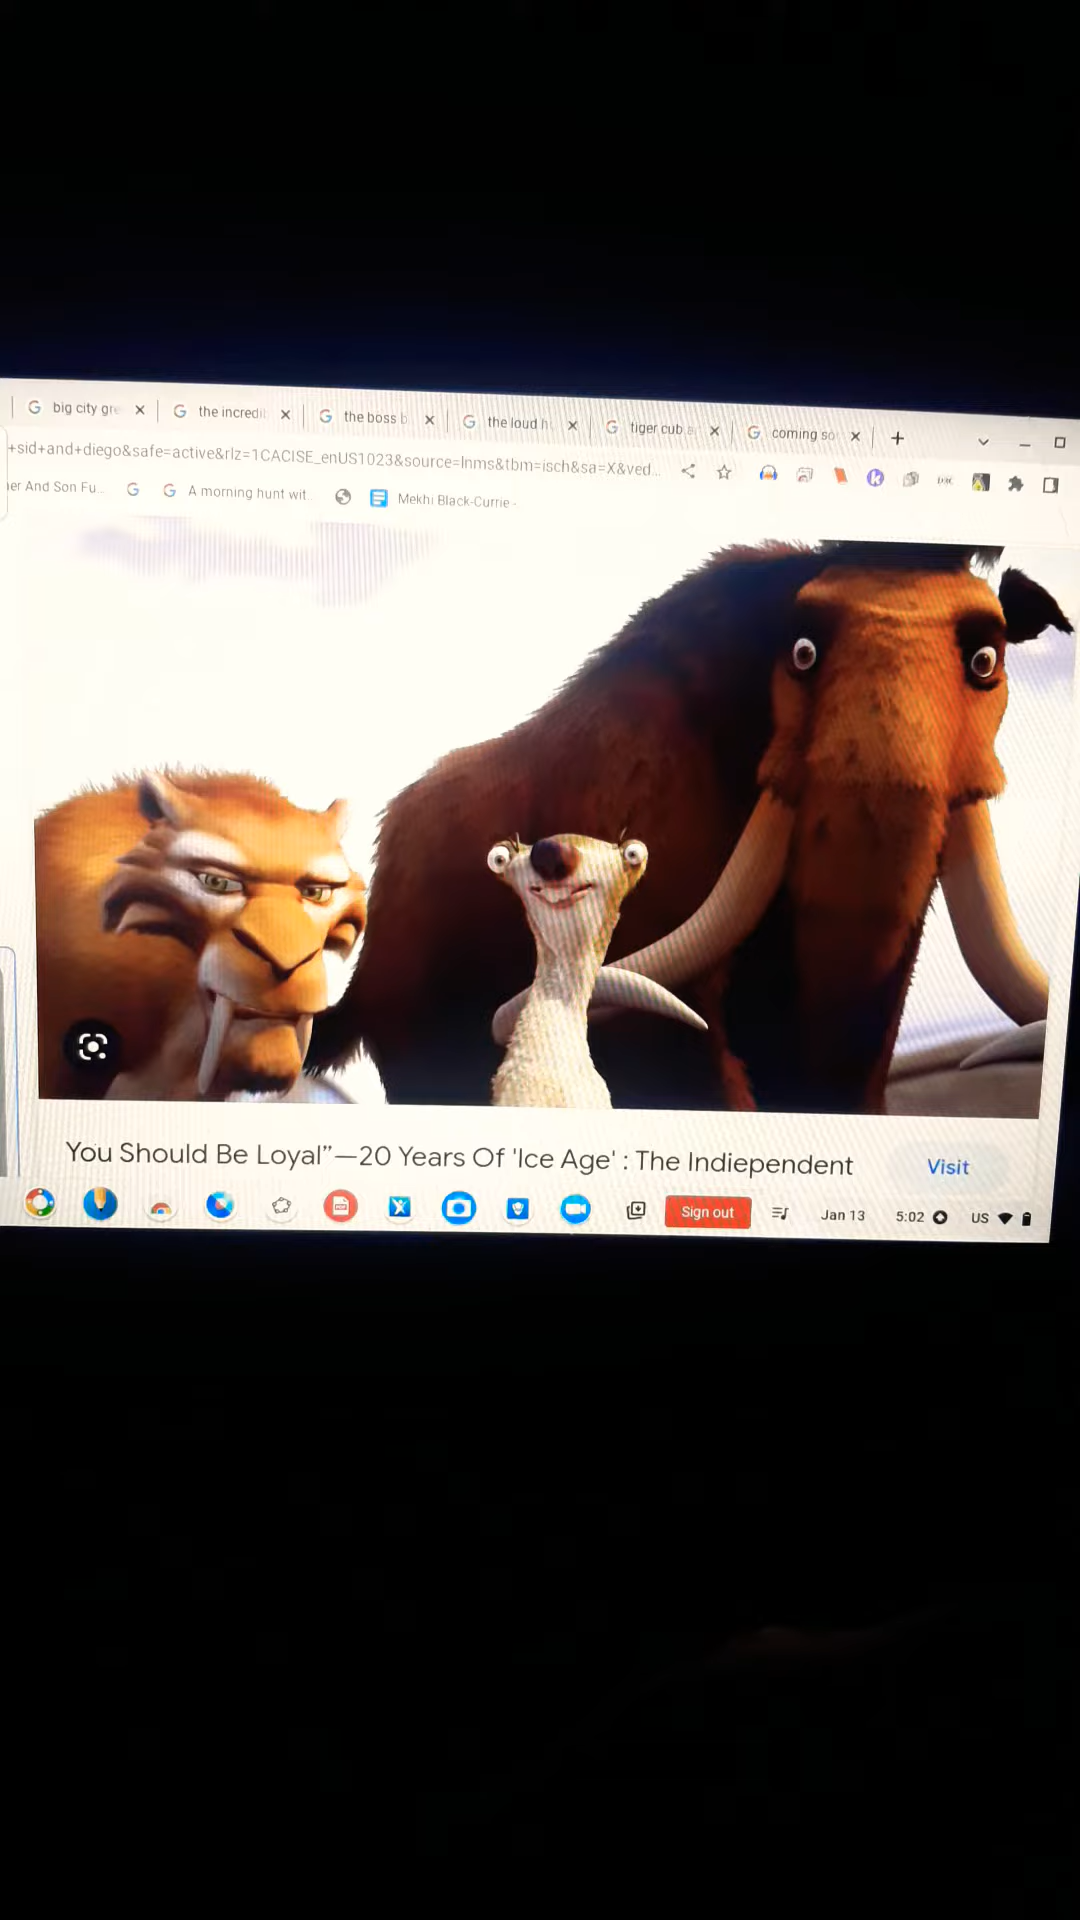 big city gre
the incredi
the boss b
the loud h
tiger cub a
coming so
+sid+and+diego&safe=active&rlz=1CACISE_enUS1023&source=lnms&tbm=isch&sa=X&ved...
er And Son Fu...
A morning hunt wit...
Mekhi Black-Currie -
You Should Be Loyal”—20 Years Of 'Ice Age' : The Indiependent
Visit
Sign out
Jan 13
5:02
US